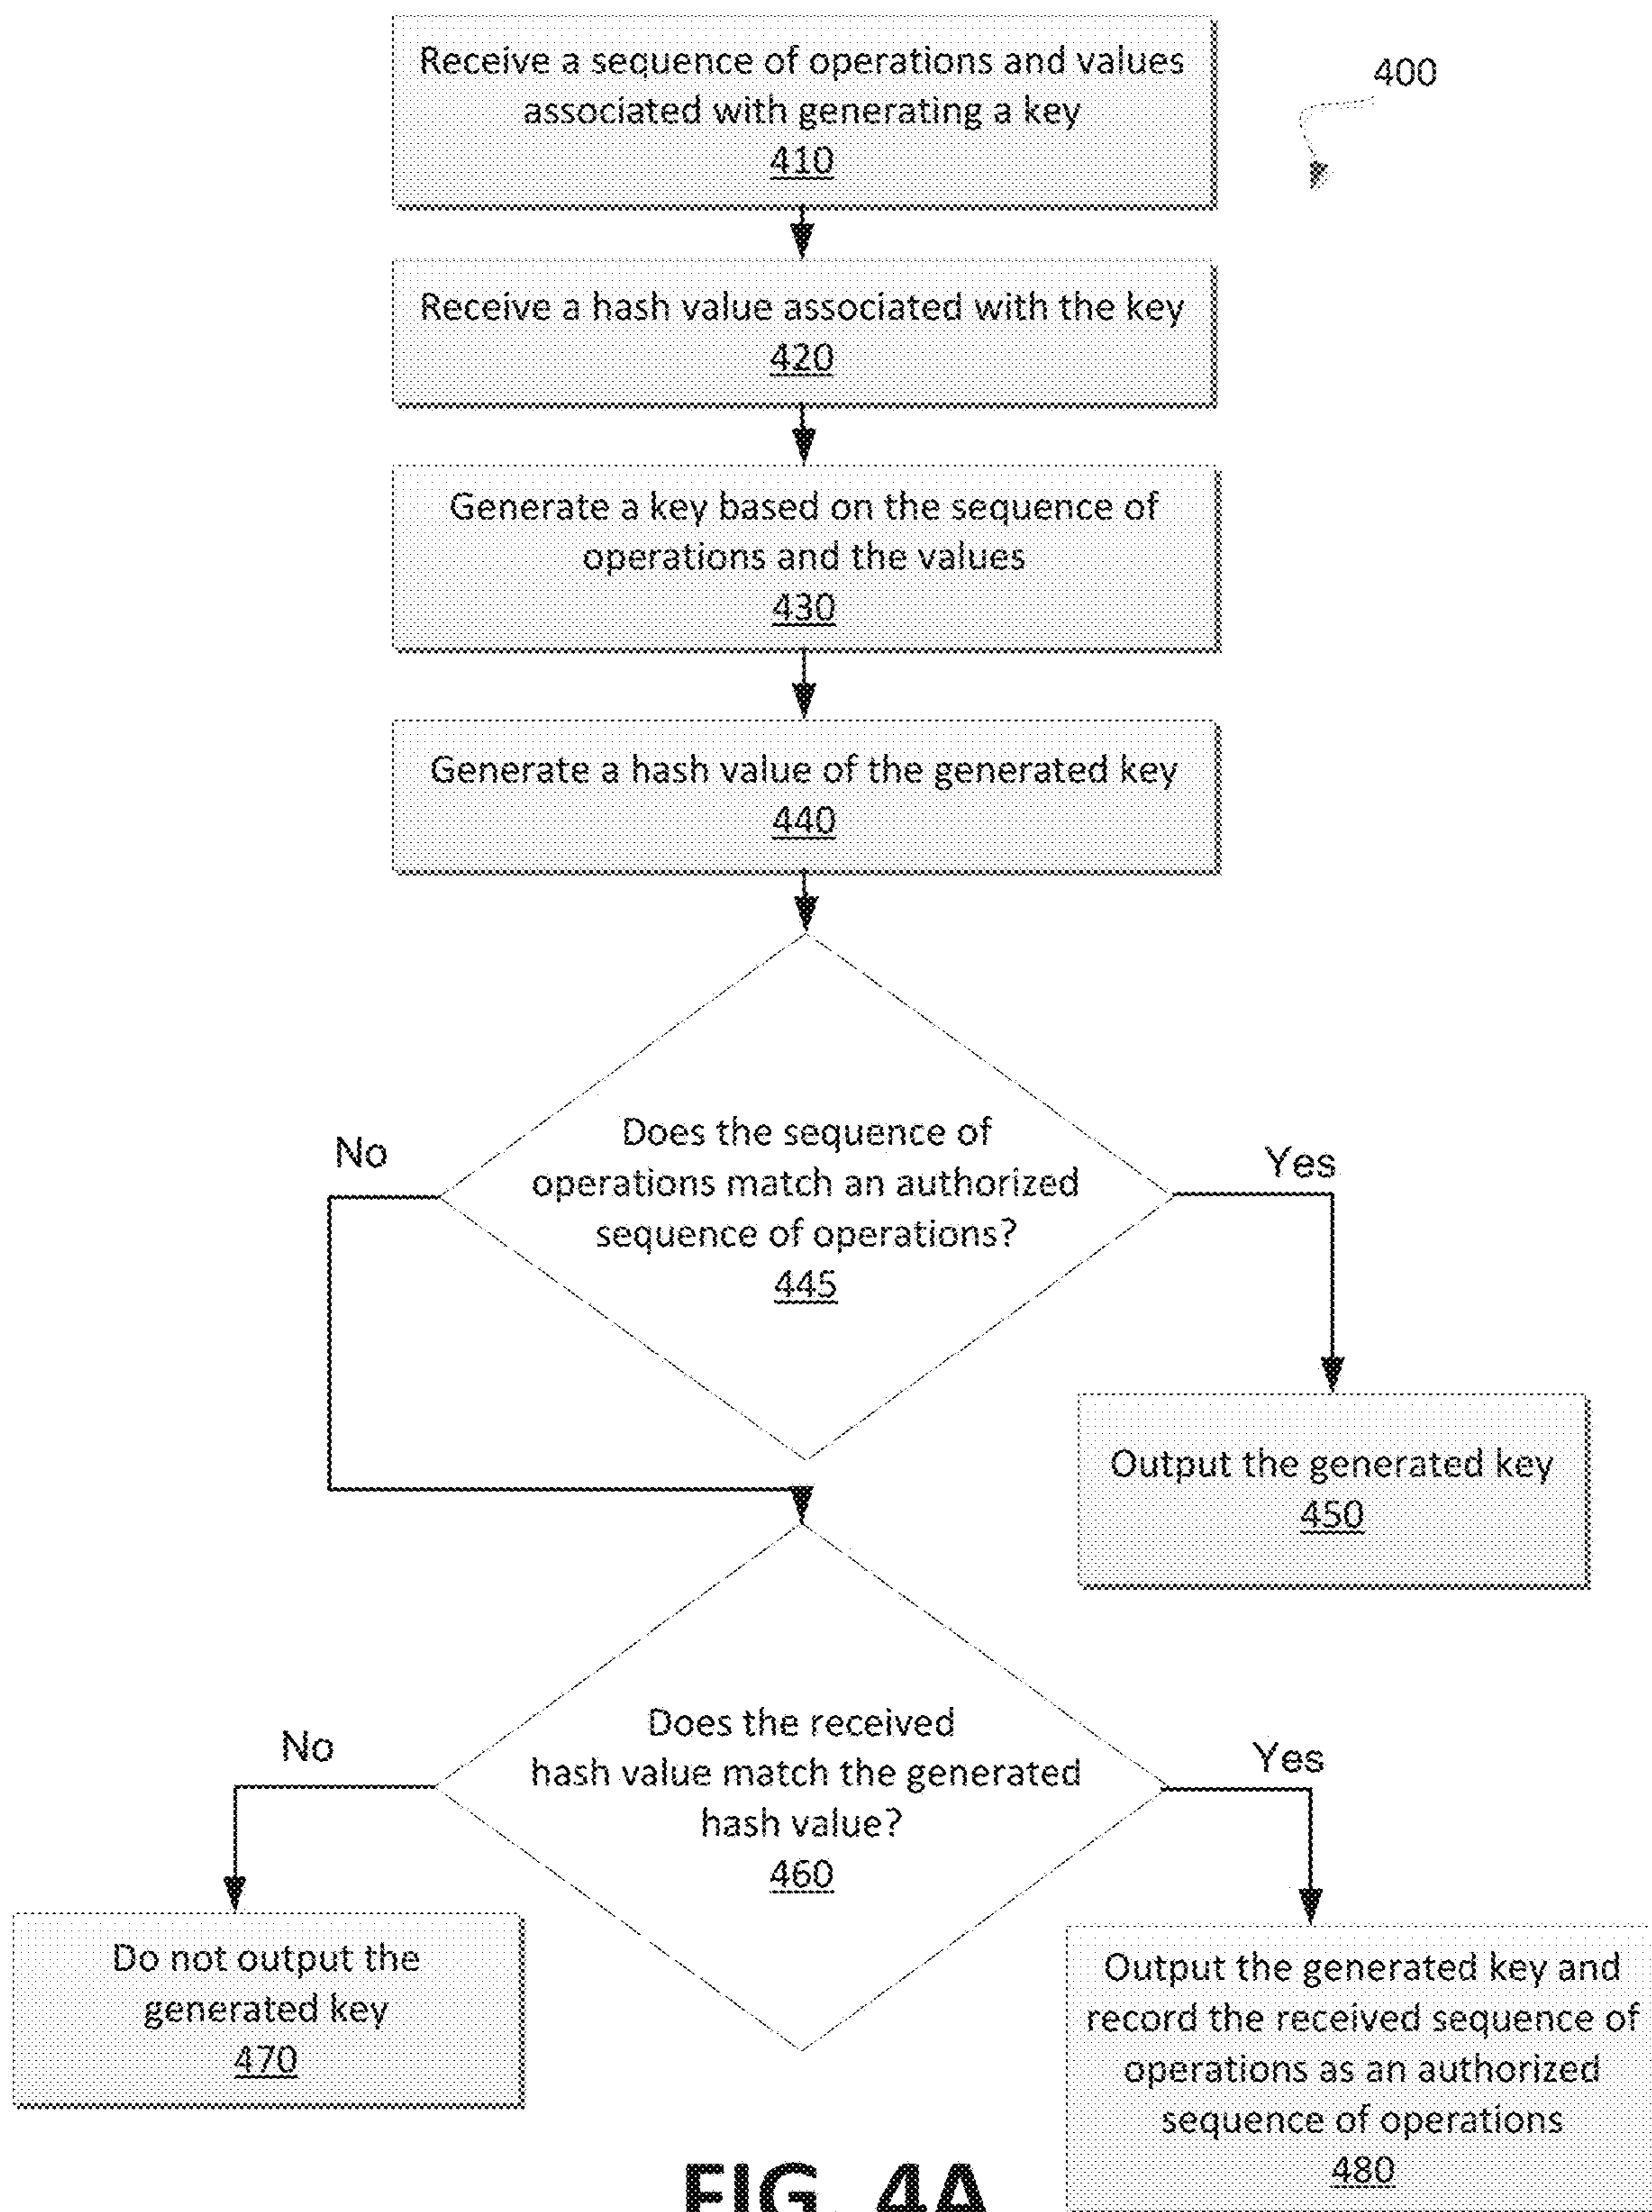 Receive a sequence of operations and values
associated with generating a key
410
400
Receive a hash value associated with the key
420
Generate a key based on the sequence of
operations and the values
430
Generate a hash value of the generated key
440
Does the sequence of
operations match an authorized
sequence of operations?
445
No
Yes
Output the generated key
450
Does the received
hash value match the generated
hash value?
460
No
Yes
Do not output the
generated key
470
Output the generated key and
record the received sequence of
operations as an authorized
sequence of operations
480
FIG. 4A